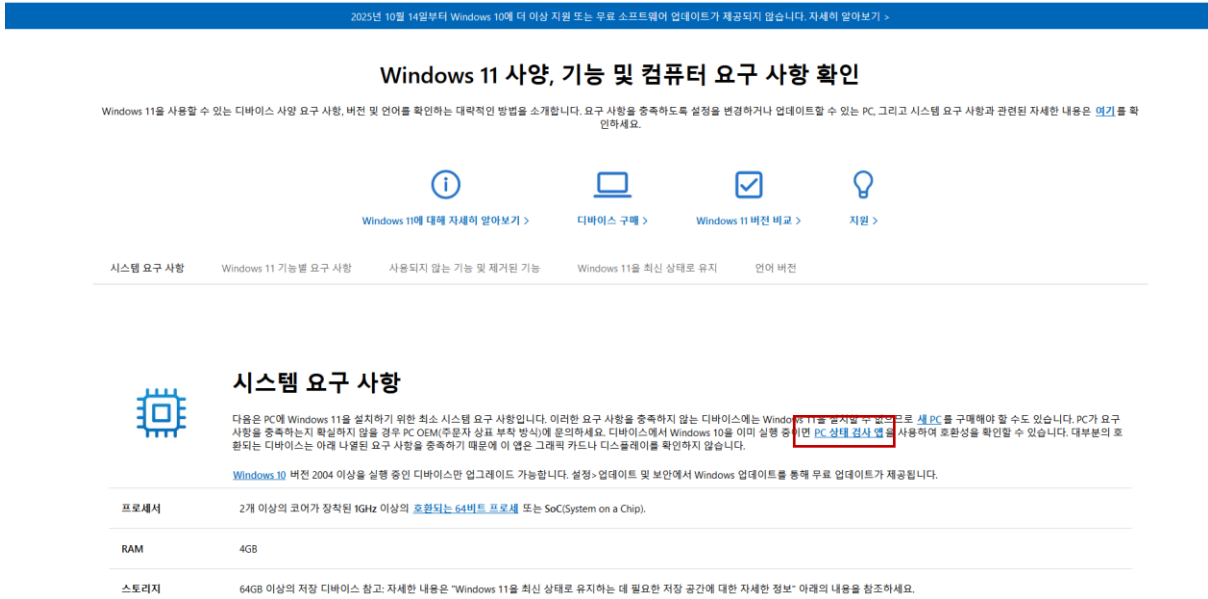 2025년 10월 14일부터 Windows 10에 더 이상 지원 또는 무료 소프트웨어 업데이트가 제공되지 않습니다. 자세히 알아보기 >
Windows 11 사양, 기능 및 컴퓨터 요구 사항 확인
Windows 11을 사용할 수 있는 디바이스 사양 요구 사항, 버전 및 언어를 확인하는 대략적인 방법을 소개합니다. 요구 사항을 충족하도록 설정을 변경하거나 업데이트할 수 있는 PC, 그리고 시스템 요구 사항과 관련된 자세한 내용은 여기를 확
인하세요.
Windows 11에 대해 자세히 알아보기 >
디바이스 구매 >
Windows 11 버전 비교 >
지원 >
시스템 요구 사항
Windows 11 기능별 요구 사항
사용되지 않는 기능 및 제거된 기능
Windows 11을 최신 상태로 유지
언어 버전
시스템 요구 사항
다음은 PC에 Windows 11을 설치하기 위한 최소 시스템 요구 사항입니다. 이러한 요구 사항을 충족하지 않는 디바이스에는 Windows 11을 설치할 수 없으므로 새 PC를 구매해야 할 수도 있습니다. PC가 요구
사항을 충족하는지 확실하지 않을 경우 PC OEM(주문자 상표 부착 방식)에 문의하세요. 디바이스에서 Windows 10을 이미 실행 중이면 PC 상태 검사 앱을 사용하여 호환성을 확인할 수 있습니다. 대부분의 호
환되는 디바이스는 아래 나열된 요구 사항을 충족하기 때문에 이 앱은 그래픽 카드나 디스플레이를 확인하지 않습니다.
Windows 10 버전 2004 이상을 실행 중인 디바이스만 업그레이드 가능합니다. 설정>업데이트 및 보안에서 Windows 업데이트를 통해 무료 업데이트가 제공됩니다.
프로세서
2개 이상의 코어가 장착된 1GHz 이상의 호환되는 64비트 프로세 또는 SoC(System on a Chip).
RAM
4GB
스토리지
64GB 이상의 저장 디바이스 참고: 자세한 내용은 "Windows 11을 최신 상태로 유지하는 데 필요한 저장 공간에 대한 자세한 정보" 아래의 내용을 참조하세요.